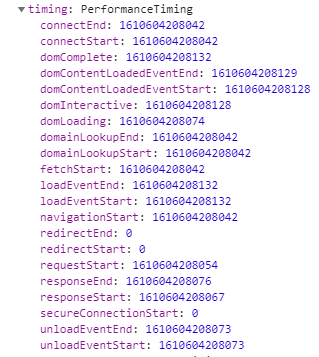 timing: PerformanceTiming
connectEnd: 1610604208042
connectStart: 1610604208042
domComplete: 1610604208132
domContentLoadedEventEnd: 1610604208129
domContentLoadedEventStart: 1610604208128
domInteractive: 1610604208128
domLoading: 1610604208074
domainLookupEnd: 1610604208042
domainLookupStart: 1610604208042
fetchStart: 1610604208042
loadEventEnd: 1610604208132
loadEventStart: 1610604208132
navigationStart: 1610604208042
redirectEnd: 0
redirectStart: 0
requestStart: 1610604208054
responseEnd: 1610604208076
responseStart: 1610604208067
secureConnectionStart: 0
unloadEventEnd: 1610604208073
unloadEventStart: 1610604208073